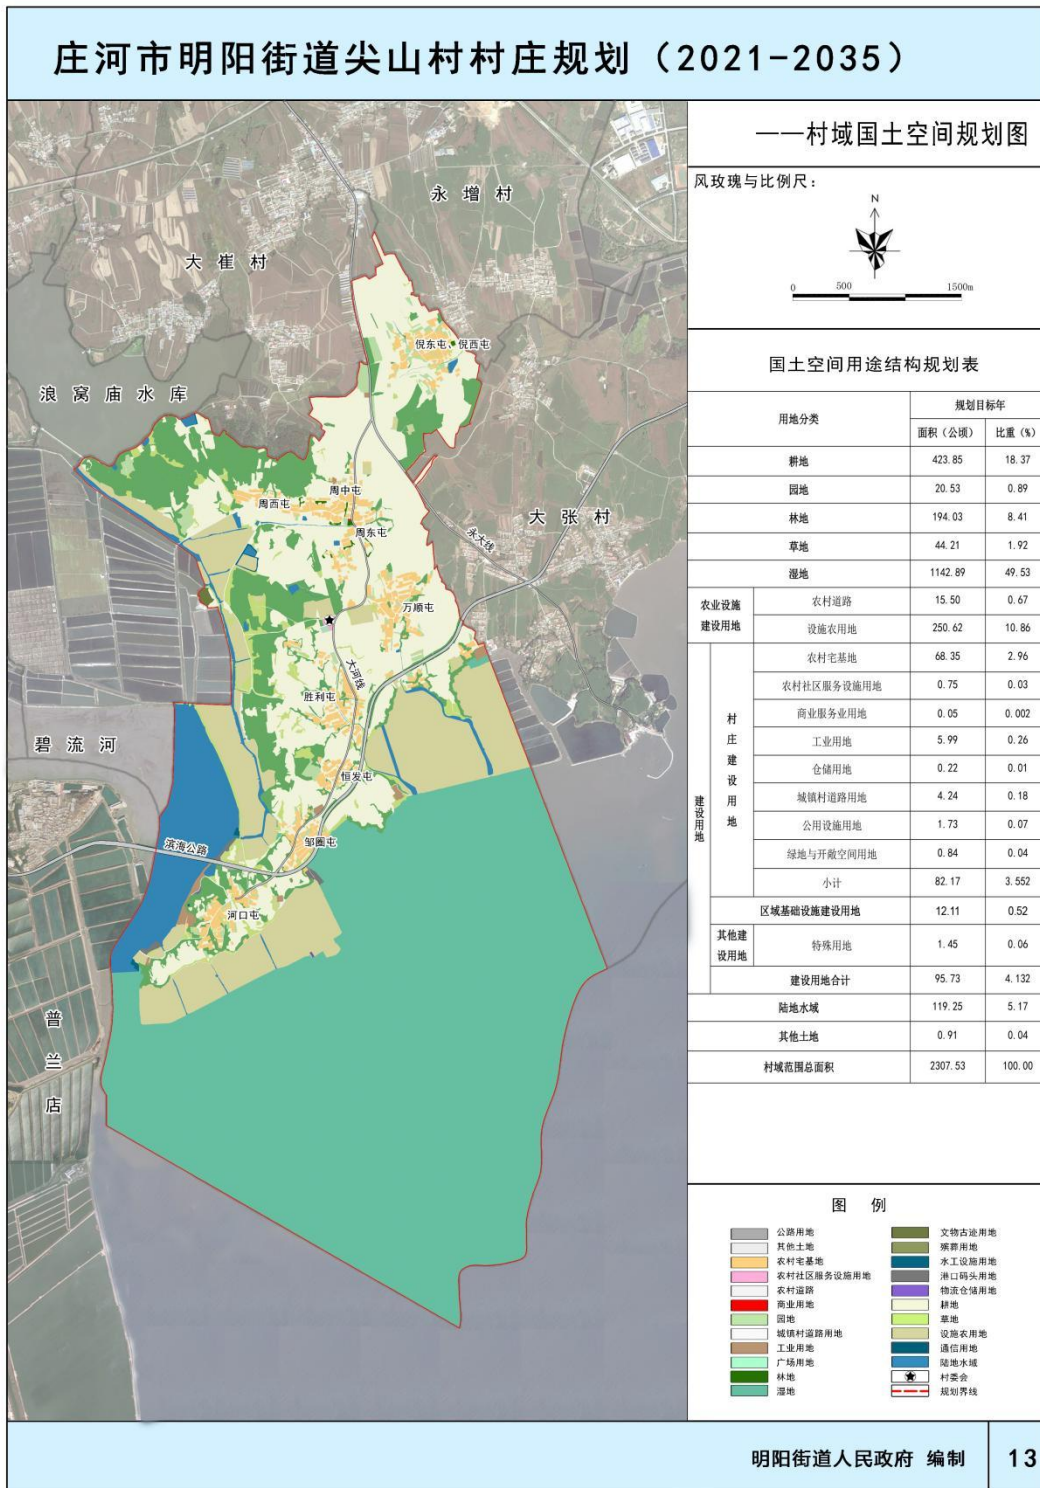 庄河市明阳街道尖山村村庄规划（2021-2035）
——村域国土空间规划图
风玫瑰与比例尺：
N
0 500 1500m
永增村
大崔村
倪东屯、倪西屯
浪窝庙水库
周中屯
周西屯
周东屯
大张村
永大线
万顺屯
大河线
胜利屯
碧流河
恒发屯
邹圈屯
滨海公路
河口屯
普兰店
国土空间用途结构规划表
用地分类 规划目标年
面积（公顷） 比重（%）
耕地 423.85 18.37
园地 20.53 0.89
林地 194.03 8.41
草地 44.21 1.92
湿地 1142.89 49.53
农业设施建设用地 农村道路 15.50 0.67
设施农用地 250.62 10.86
建设用地 村庄建设用地 农村宅基地 68.35 2.96
农村社区服务设施用地 0.75 0.03
商业服务业用地 0.05 0.002
工业用地 5.99 0.26
仓储用地 0.22 0.01
城镇村道路用地 4.24 0.18
公用设施用地 1.73 0.07
绿地与开敞空间用地 0.84 0.04
小计 82.17 3.552
区域基础设施建设用地 12.11 0.52
其他建设用地 特殊用地 1.45 0.06
建设用地合计 95.73 4.132
陆地水域 119.25 5.17
其他土地 0.91 0.04
村域范围总面积 2307.53 100.00
图 例
公路用地
其他土地
农村宅基地
农村社区服务设施用地
农村道路
商业用地
园地
城镇村道路用地
工业用地
广场用地
林地
湿地
文物古迹用地
殡葬用地
水工设施用地
港口码头用地
物流仓储用地
耕地
草地
设施农用地
通信用地
陆地水域
村委会
规划界线
明阳街道人民政府 编制 13